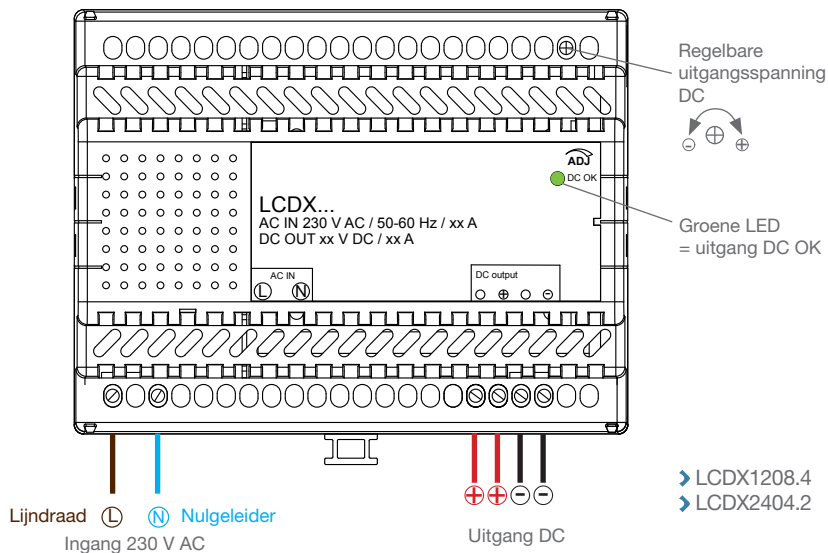 Regelbare
uitgangsspanning
DC
- +
ADJ
DC OK
LCDX...
AC IN 230 V AC / 50-60 Hz / xx A
DC OUT xx V DC / xx A
Groene LED
= uitgang DC OK
AC IN
L N
DC output
+ -
+ + - -
LCDX1208.4
LCDX2404.2
Lijndraad L N Nulgeleider
Ingang 230 V AC
Uitgang DC